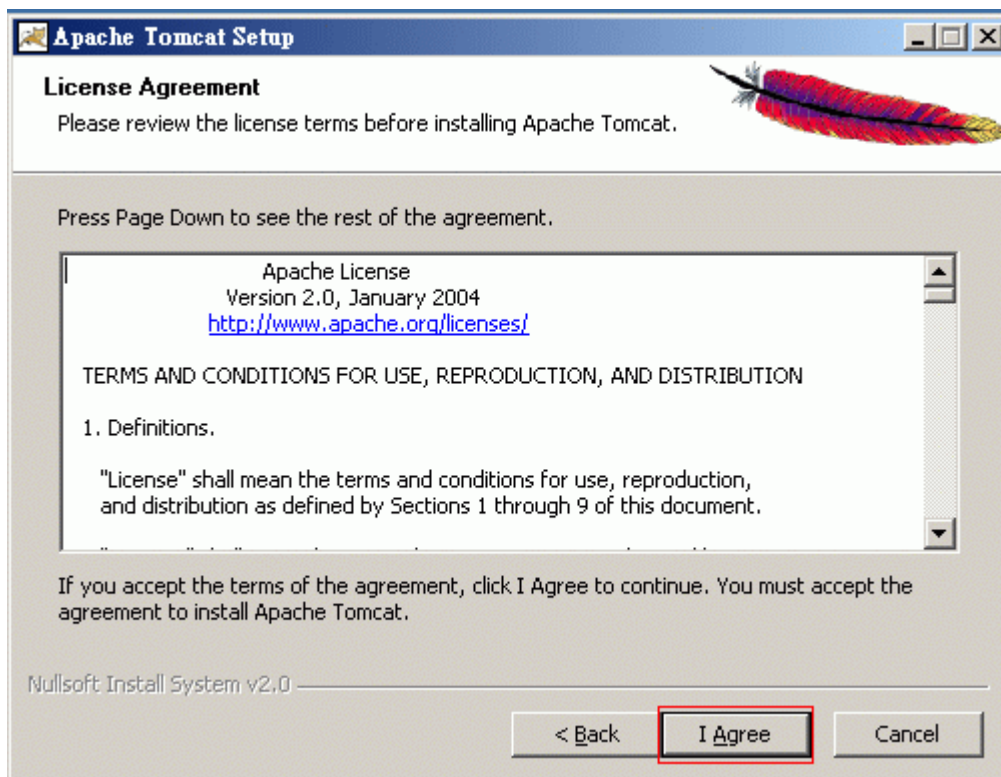 Apache Tomcat Setup
License Agreement
Please review the license terms before installing Apache Tomcat.
Press Page Down to see the rest of the agreement.
Apache License
Version 2.0, January 2004
http://www.apache.org/licenses/
TERMS AND CONDITIONS FOR USE, REPRODUCTION, AND DISTRIBUTION
1. Definitions.
"License" shall mean the terms and conditions for use, reproduction,
and distribution as defined by Sections 1 through 9 of this document.
If you accept the terms of the agreement, click I Agree to continue. You must accept the
agreement to install Apache Tomcat.
Nullsoft Install System v2.0
< Back
I Agree
Cancel